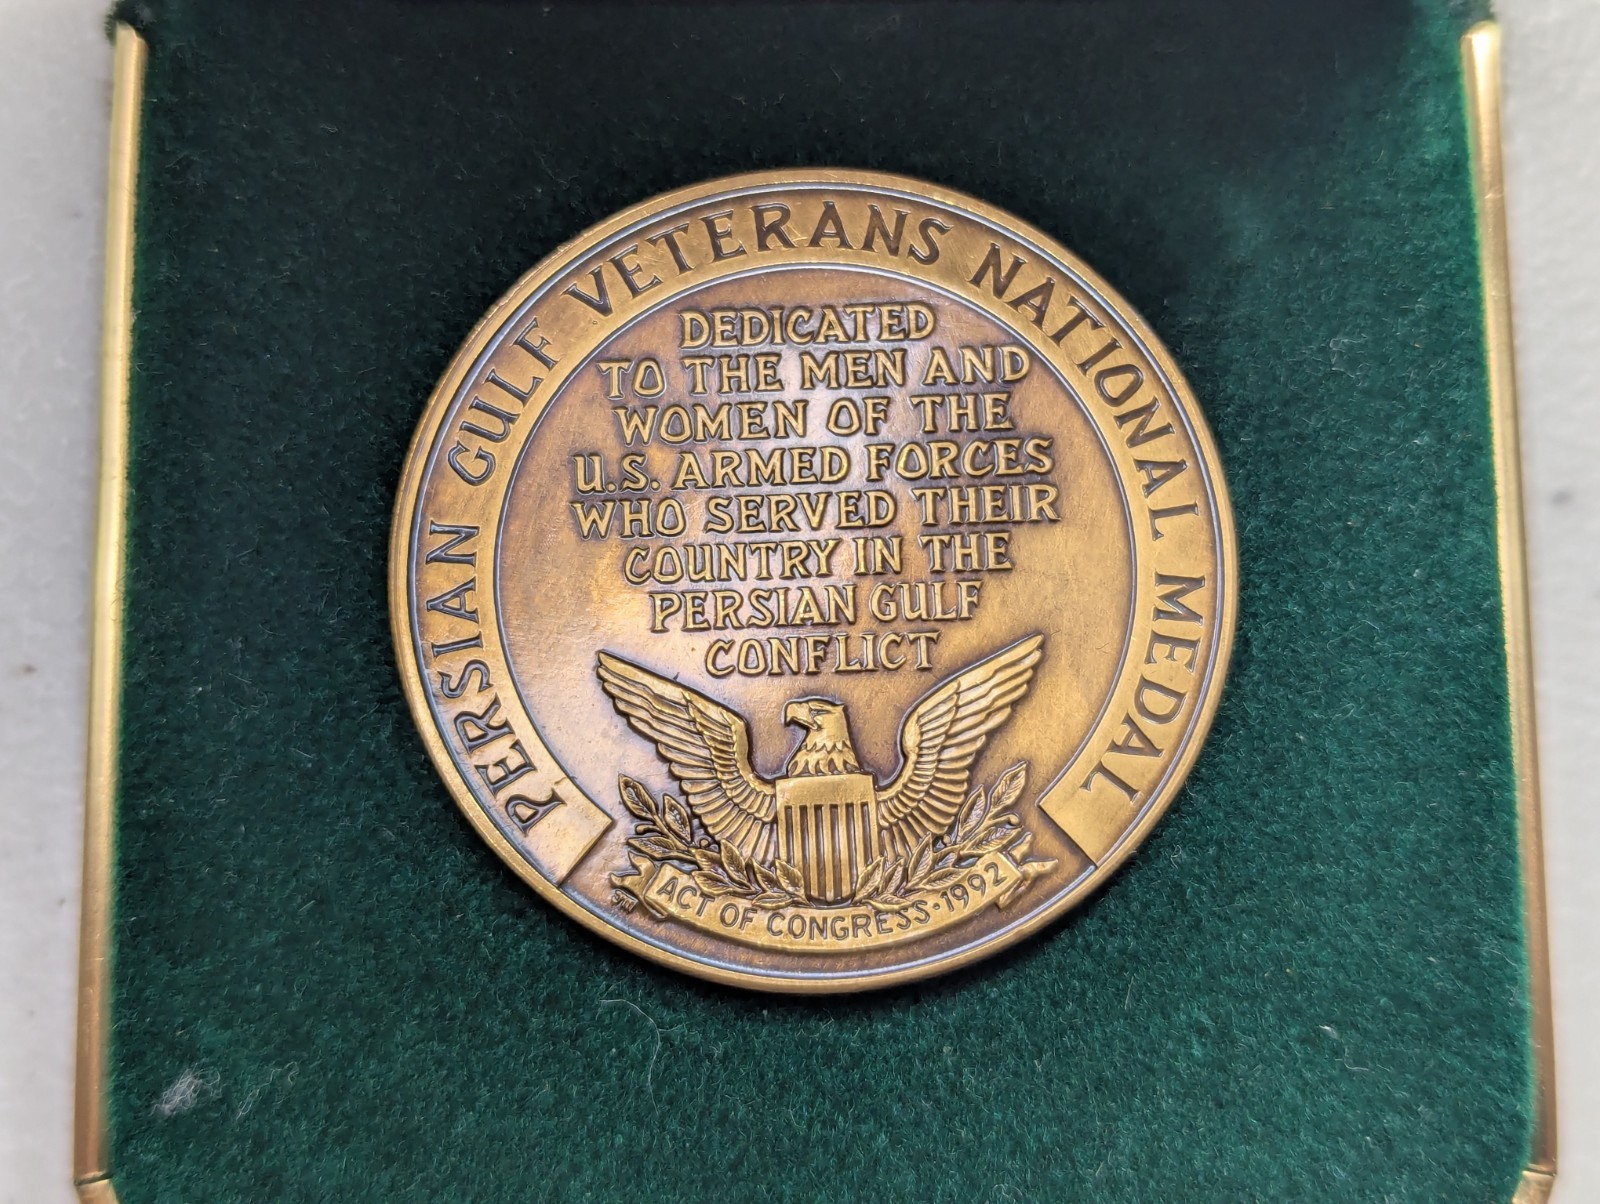 PERSIAN GULF VETERANS NATIONAL MEDAL
DEDICATED
TO THE MEN AND
WOMEN OF THE
U.S. ARMED FORCES
WHO SERVED THEIR
COUNTRY IN THE
PERSIAN GULF
CONFLICT
ACT OF CONGRESS·1992